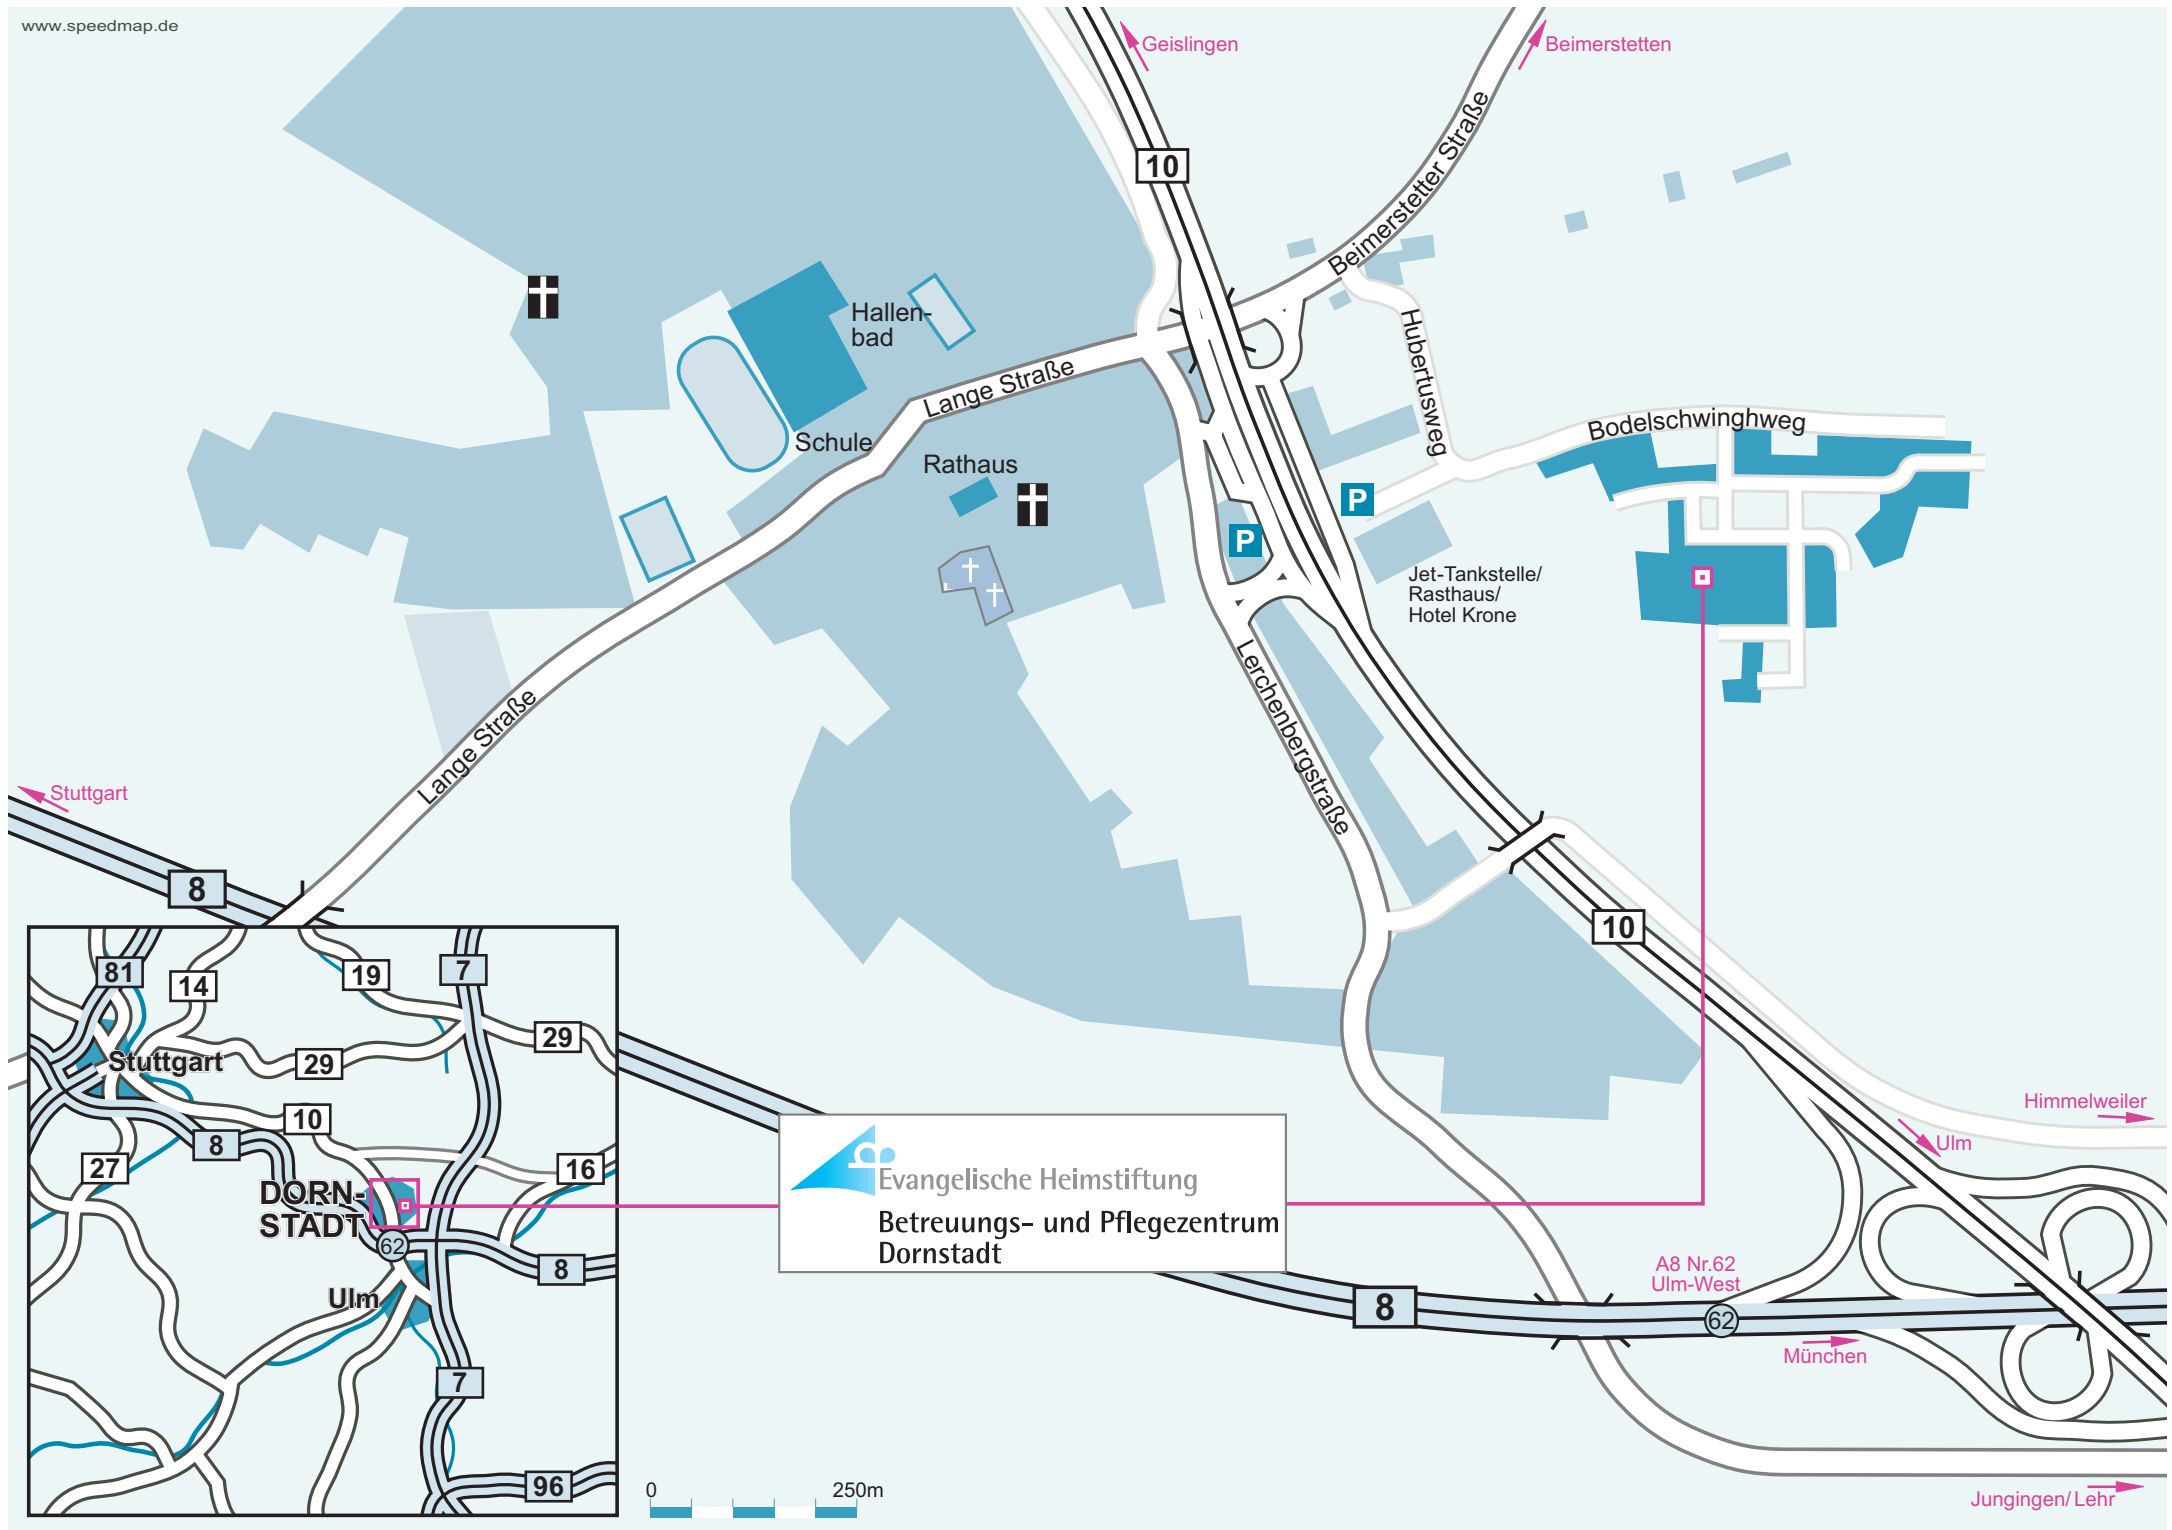 www.speedmap.de
Geislingen
Beimerstetten
10
Beimerstetter Straße
Hallen-
bad
Hubertusweg
Lange Straße
Bodelschwinghweg
Schule
Rathaus
P
P
Jet-Tankstelle/
Rasthaus/
Hotel Krone
Lerchenbergstraße
Lange Straße
Stuttgart
8
10
81
14
19
7
29
29
Stuttgart
10
8
27
16
DORN-
STADT
62
8
Ulm
7
96
Evangelische Heimstiftung
Betreuungs- und Pflegezentrum
Dornstadt
Himmelweiler
Ulm
A8 Nr.62
Ulm-West
8
62
München
0 250m
Jungingen/Lehr